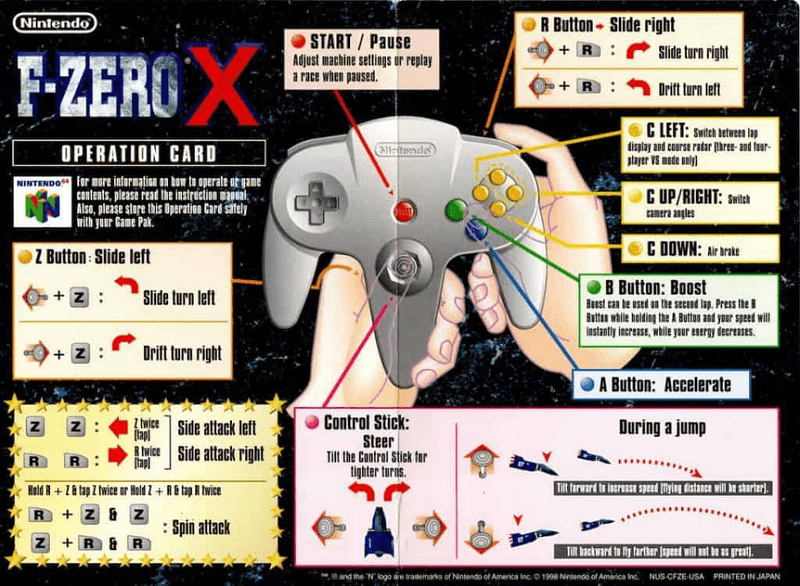 Nintendo
F-ZERO X
OPERATION CARD
NINTENDO 64
For more information on how to operate or game
contents, please read the instruction manual.
Also, please store this Operation Card safely
with your Game Pak.
START / Pause
Adjust machine settings or replay
a race when paused.
R Button - Slide right
+ R : Slide turn right
+ R : Drift turn left
C LEFT: Switch between lap
display and course radar (three- and four-
player VS mode only)
C UP/RIGHT: Switch
camera angles
C DOWN: Air brake
Nintendo
START
Z Button : Slide left
+ Z : Slide turn left
+ Z : Drift turn right
B Button: Boost
Boost can be used on the second lap. Press the B
Button while holding the A Button and your speed will
instantly increase, while your energy decreases.
A Button: Accelerate
Z Z : Z twice
(tap) Side attack left
R R : R twice
(tap) Side attack right
Hold R + Z & tap Z twice or Hold Z + R & tap R twice
R + Z & Z
: Spin attack
Z + R & R
Control Stick:
Steer
Tilt the Control Stick for
tighter turns.
During a jump
Tilt forward to increase speed (flying distance will be shorter).
Tilt backward to fly farther (speed will not be as great).
™, ® and the "N" logo are trademarks of Nintendo of America Inc. © 1998 Nintendo of America Inc. NUS-CFZE-USA PRINTED IN JAPAN